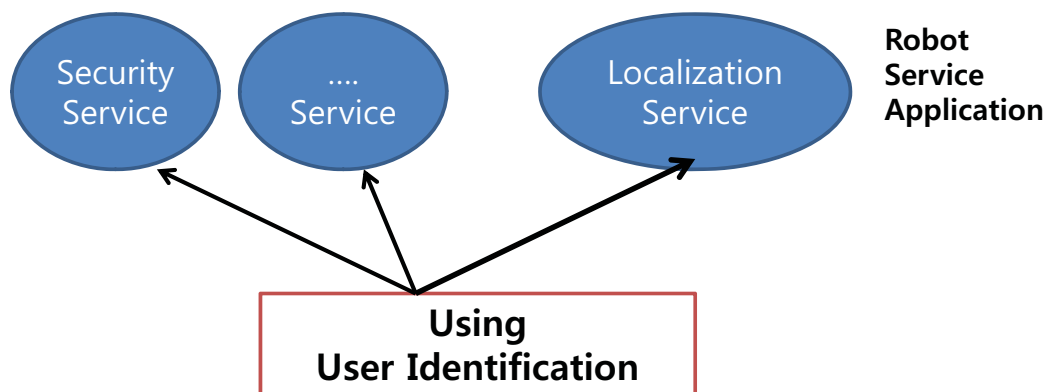 Security
Service
....
Service
Localization
Service
Robot
Service
Application
Using
User Identification